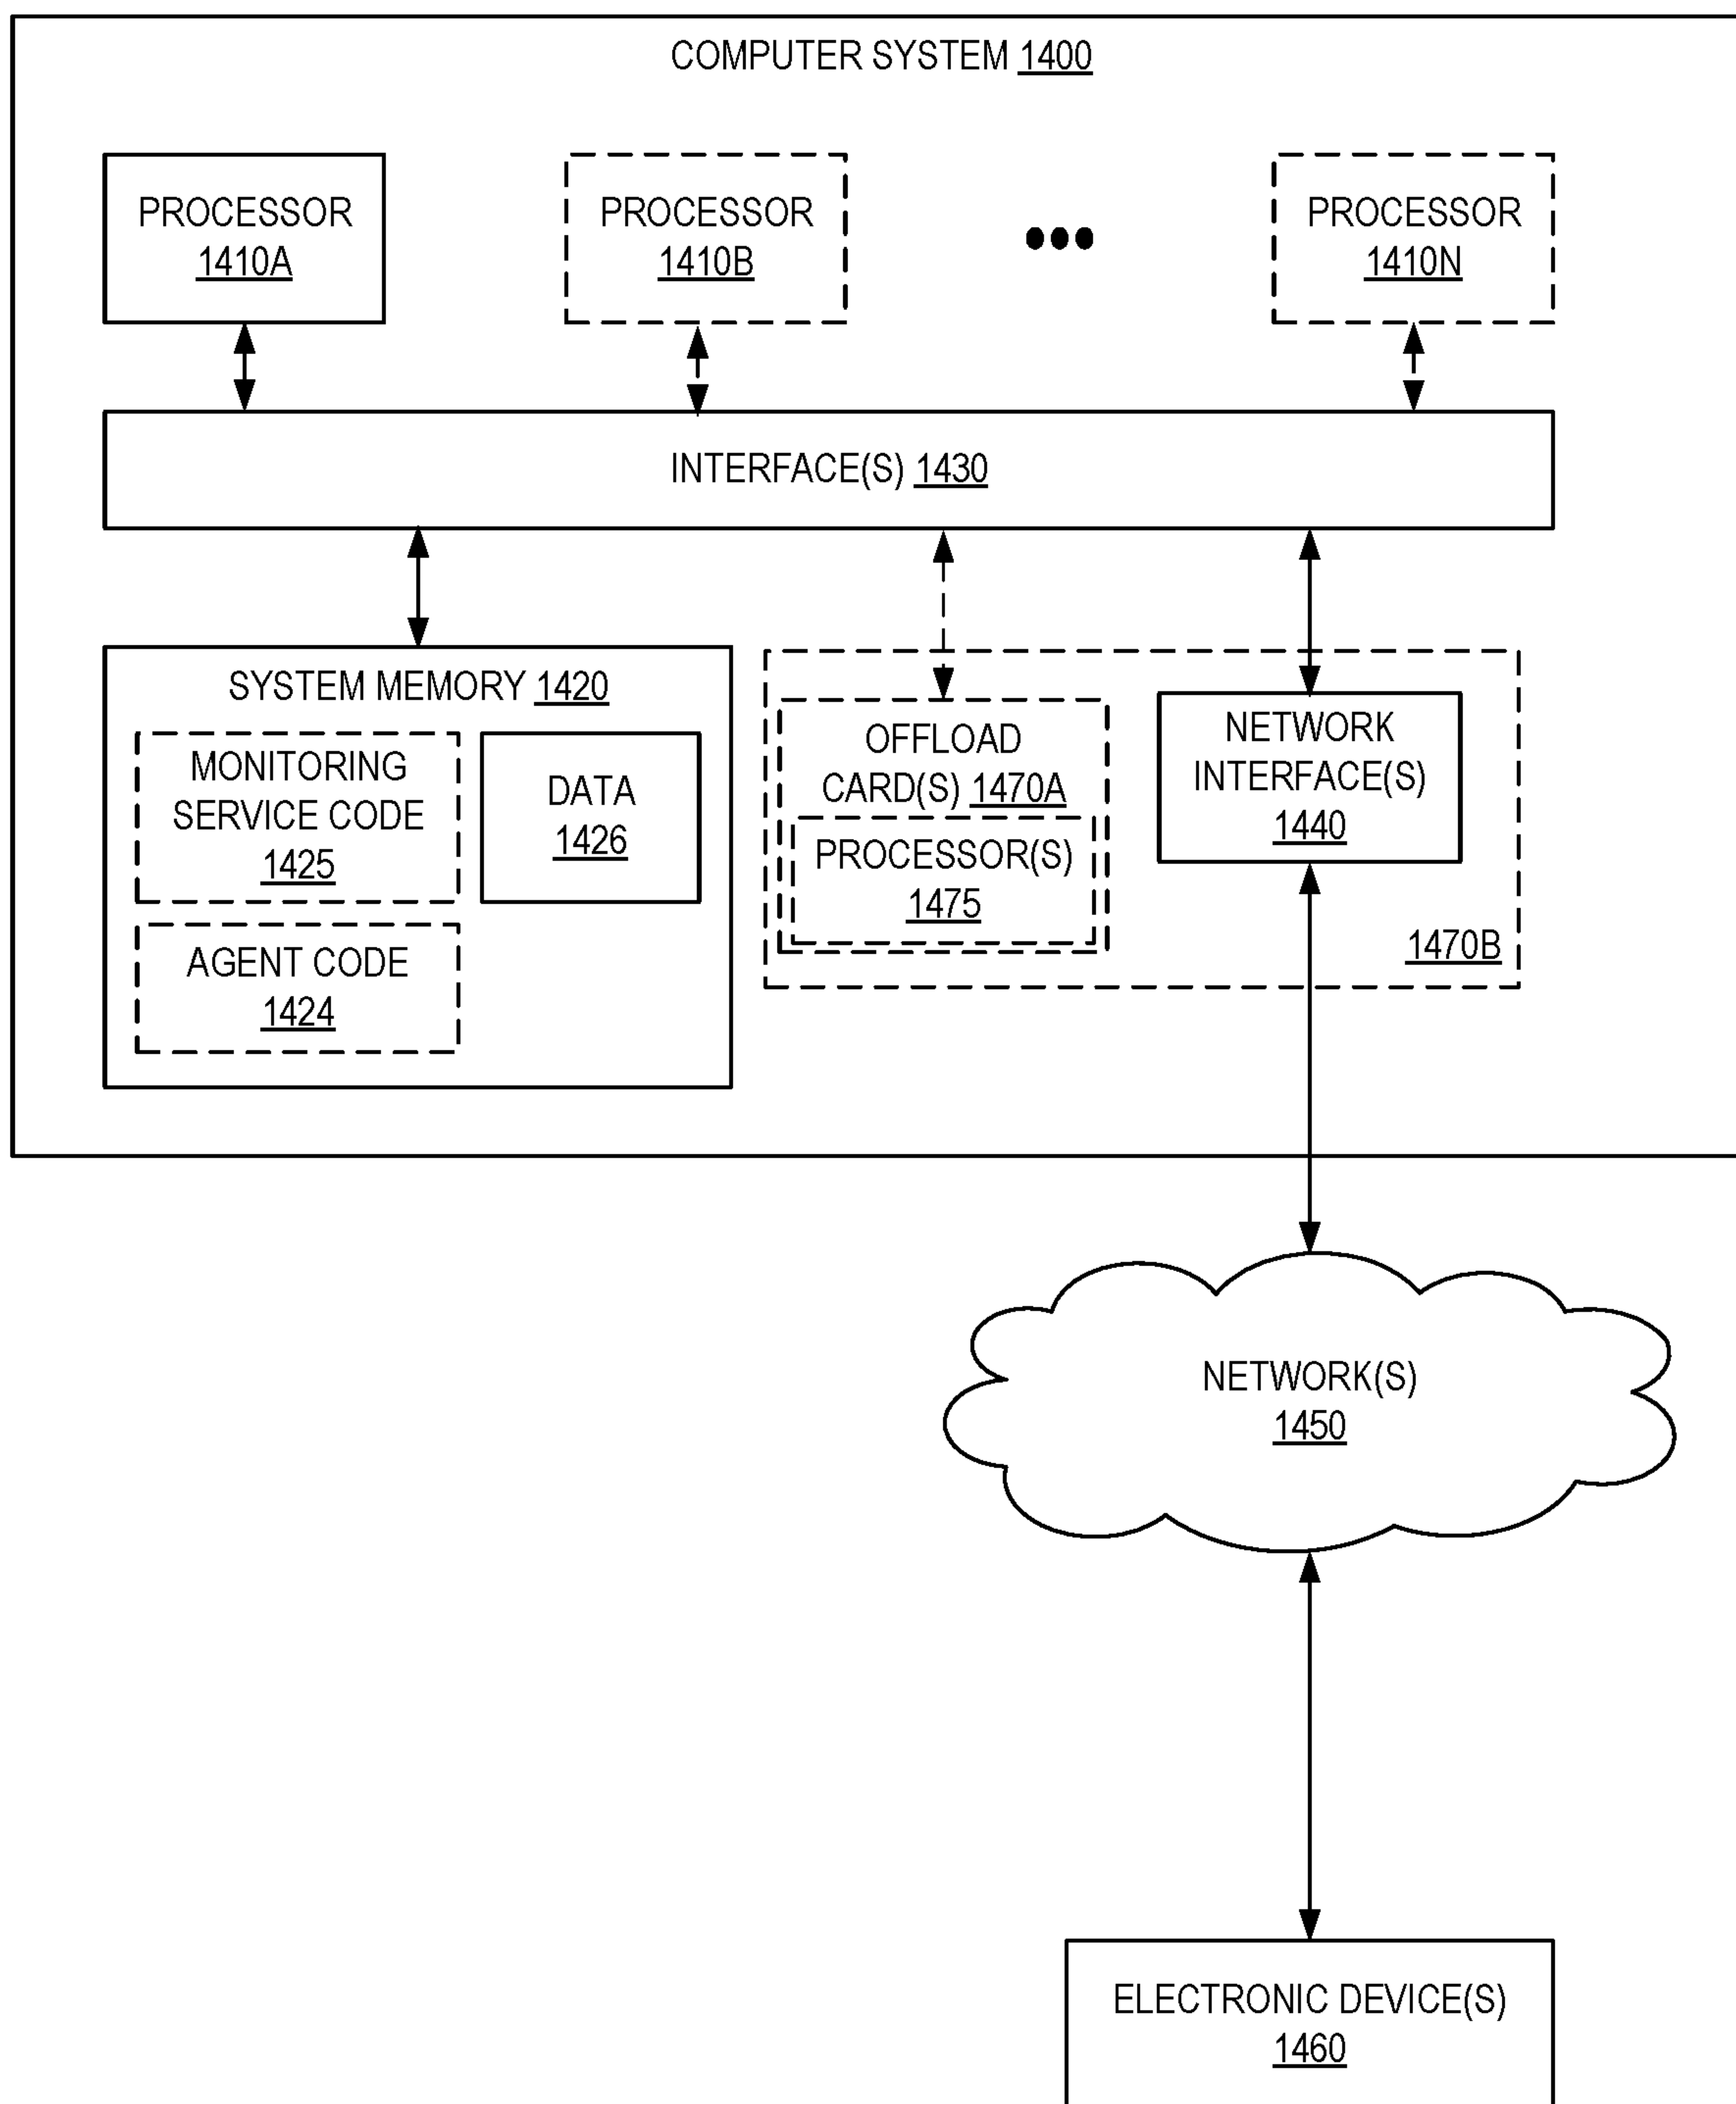 COMPUTER SYSTEM 1400
PROCESSOR
1410A
PROCESSOR
1410B
PROCESSOR
1410N
INTERFACE(S) 1430
SYSTEM MEMORY 1420
MONITORING
SERVICE CODE
1425
DATA
1426
AGENT CODE
1424
OFFLOAD
CARD(S) 1470A
PROCESSOR(S)
1475
NETWORK
INTERFACE(S)
1440
1470B
NETWORK(S)
1450
ELECTRONIC DEVICE(S)
1460